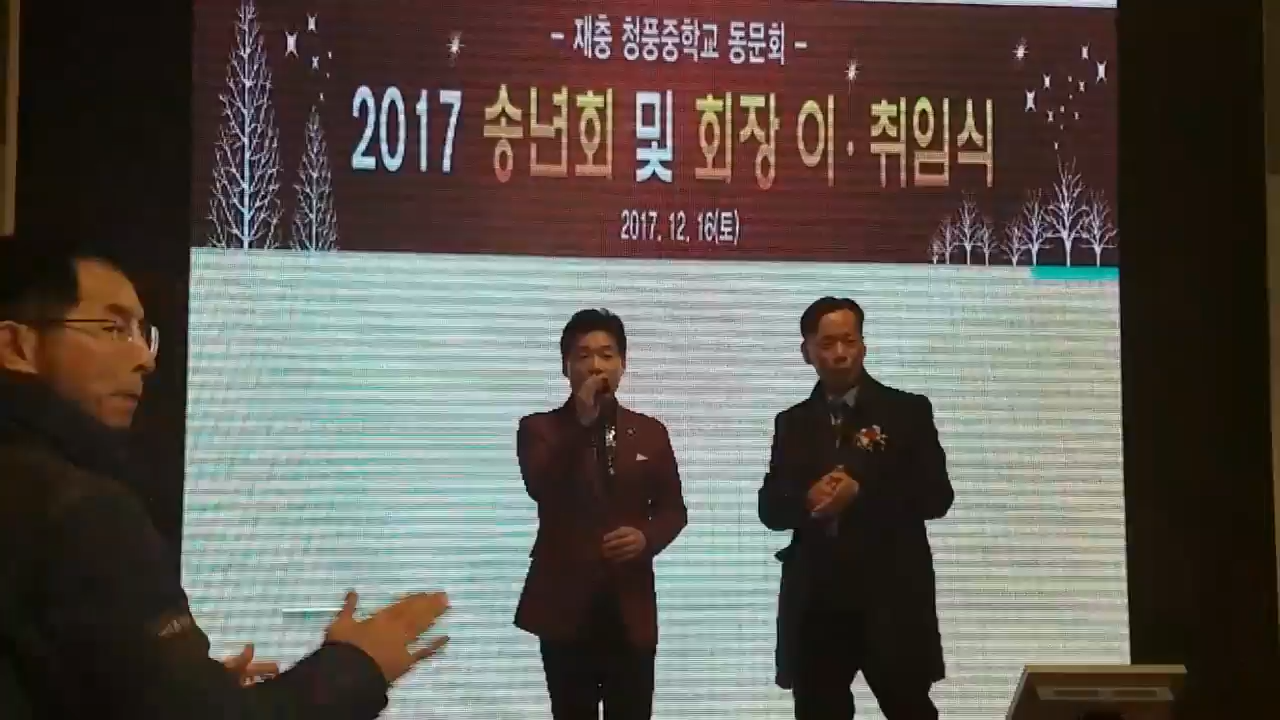 - 재충 청풍중학교 동문회 -
2017 송년회 및 회장 이·취임식
2017. 12. 16(토)